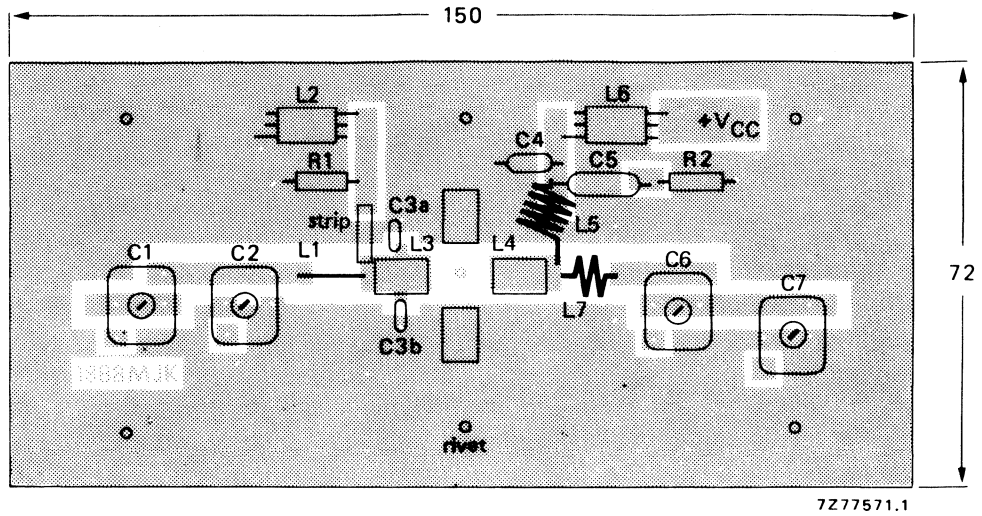 150
L2
L6
+VCC
C4
R1
C5
R2
strip
C3a
L5
C1
C2
L1
L3
L4
C6
72
C7
L7
C3b
1888MJK
rivet
7Z77571.1